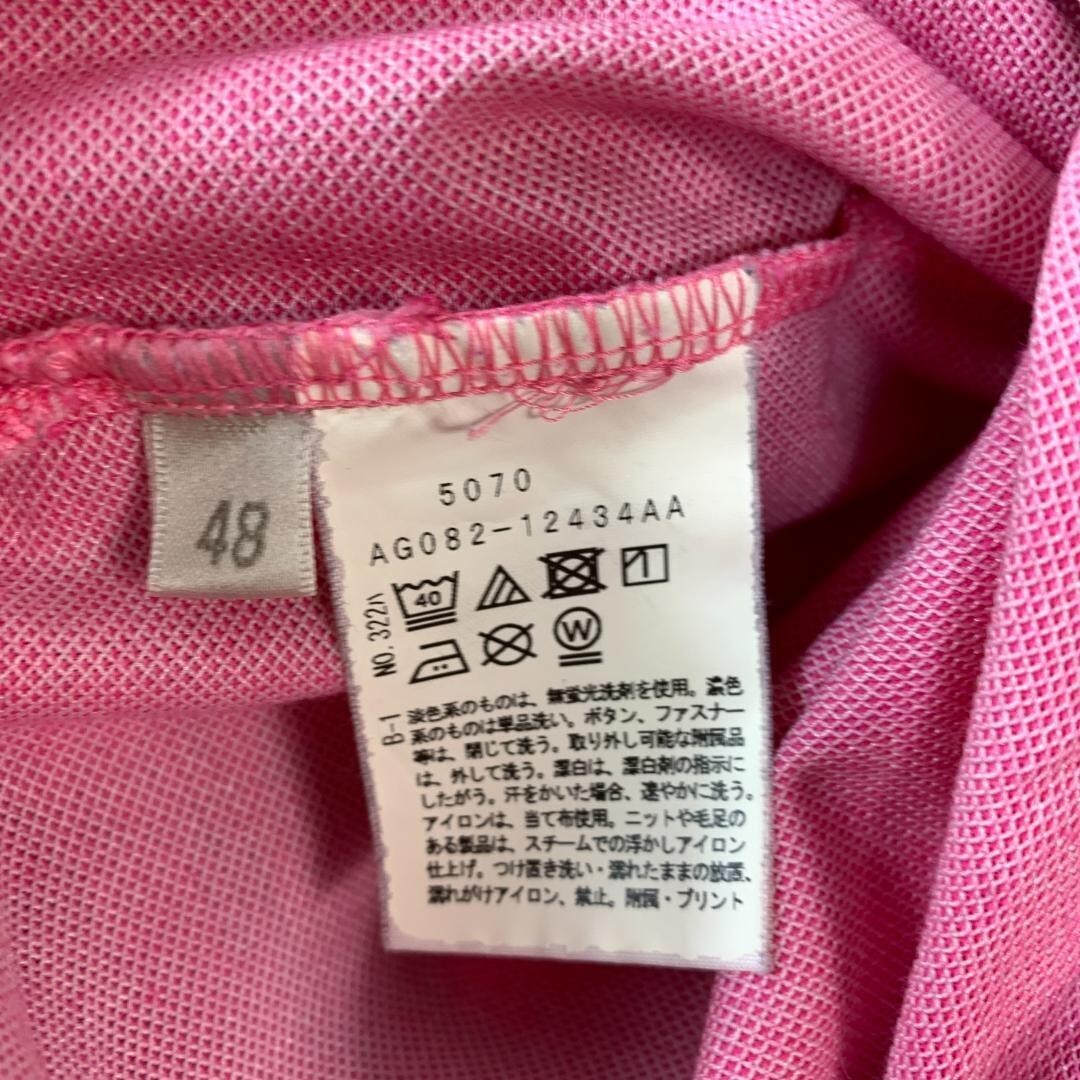 48
5070
AG082-12434AA
40
W
NO. 322ハ
B-1
淡色系のものは、無蛍光洗剤を使用。濃色
系のものは単品洗い。ボタン、ファスナー
等は、閉じて洗う。取り外し可能な附属品
は、外して洗う。漂白は、漂白剤の指示に
したがう。汗をかいた場合、速やかに洗う。
アイロンは、当て布使用。ニットや毛足の
ある製品は、スチームでの浮かしアイロン
仕上げ。つけ置き洗い・濡れたままの放置、
濡れがけアイロン、禁止。附属・プリント